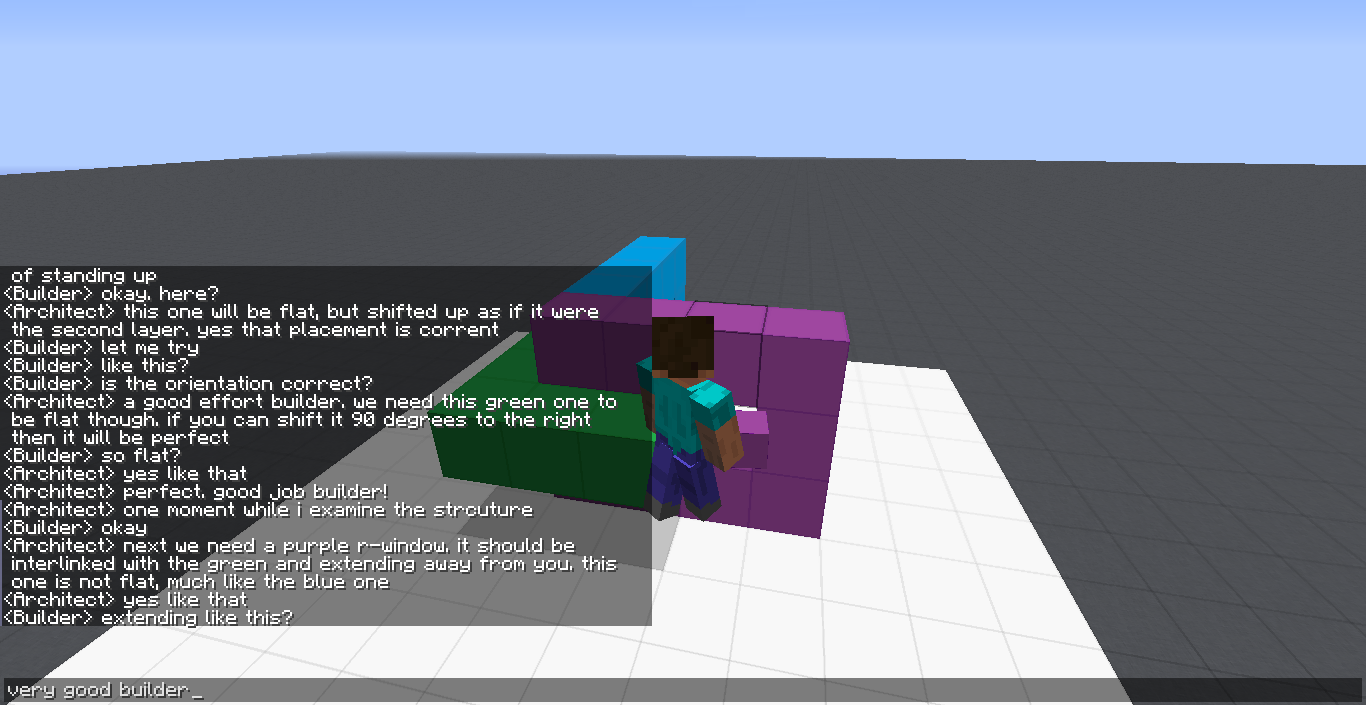 of standing up
<Builder> okay. here?
<Architect> this one will be flat, but shifted up as if it were
the second layer. yes that placement is corrent
<Builder> let me try
<Builder> like this?
<Builder> is the orientation correct?
<Architect> a good effort builder. we need this green one to
be flat though. if you can shift it 90 degrees to the right
then it will be perfect
<Builder> so flat?
<Architect> yes like that
<Architect> perfect. good job builder!
<Architect> one moment while i examine the strcuture
<Builder> okay
<Architect> next we need a purple r-window. it should be
interlinked with the green and extending away from you. this
one is not flat, much like the blue one
<Architect> yes like that
<Builder> extending like this?
very good builder_